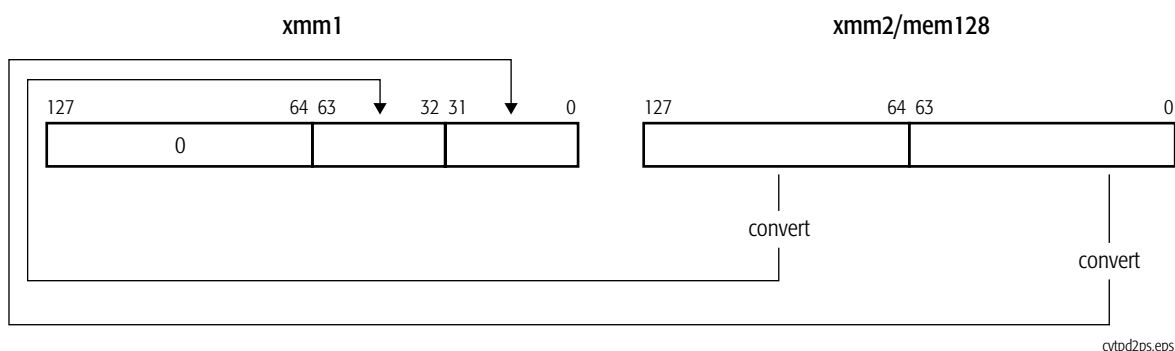 xmm1 xmm2/mem128
127 64 63 32 31 0 127 64 63 0
0
convert
convert
cvtpd2ps.eps